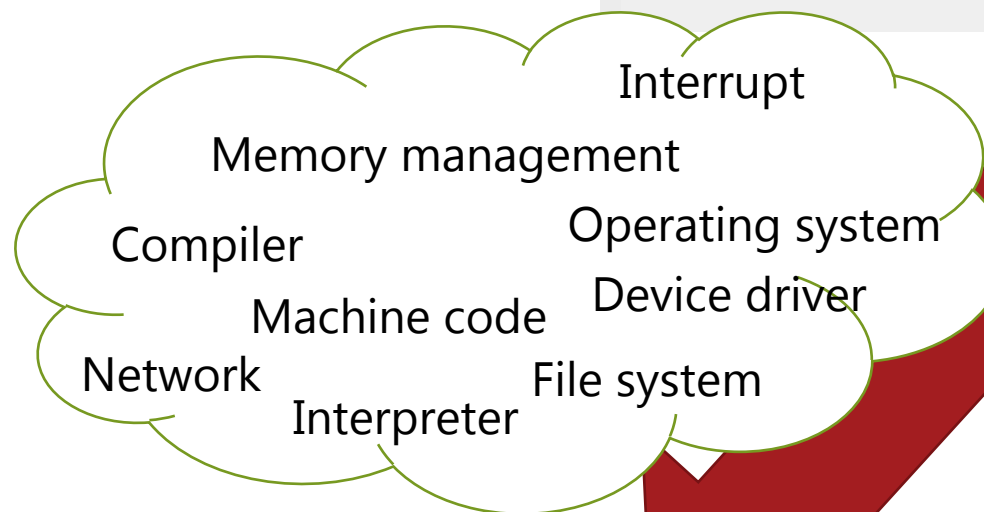 Interrupt
Memory management
Operating system
Compiler
Device driver
Machine code
Network
File system
Interpreter